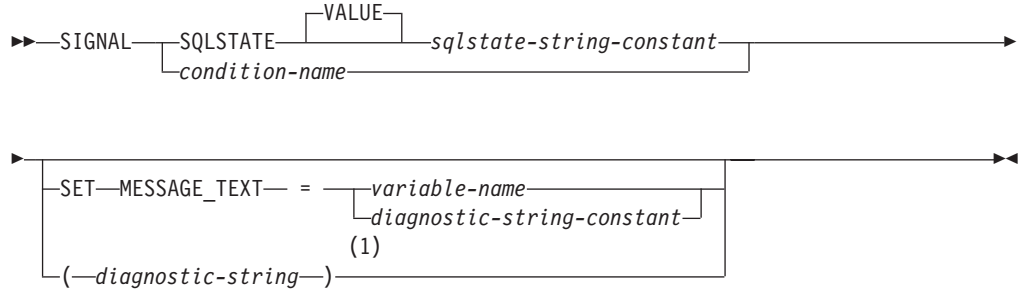 VALUE
SIGNAL SQLSTATE sqlstate-string-constant
condition-name
SET MESSAGE_TEXT = variable-name
diagnostic-string-constant
(1)
( diagnostic-string )